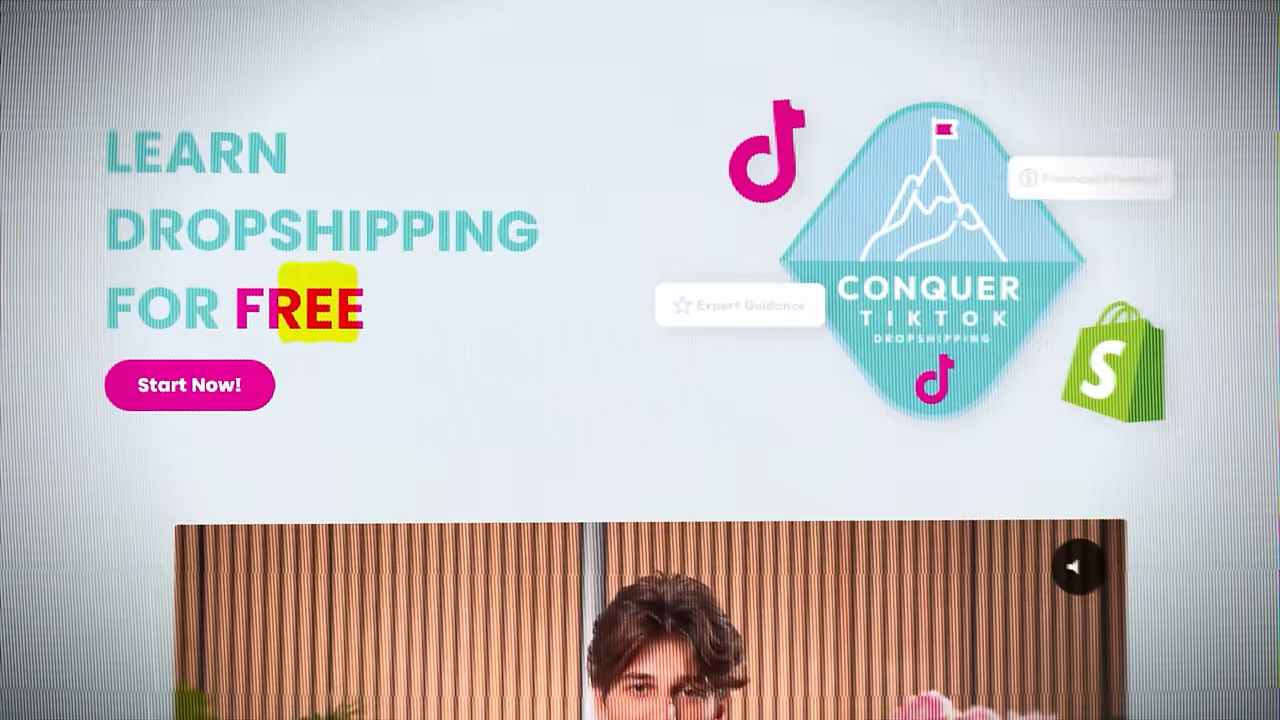 LEARN
DROPSHIPPING
FOR FREE
Start Now!
Expert Guidance
CONQUER
TIKTOK
DROPSHIPPING